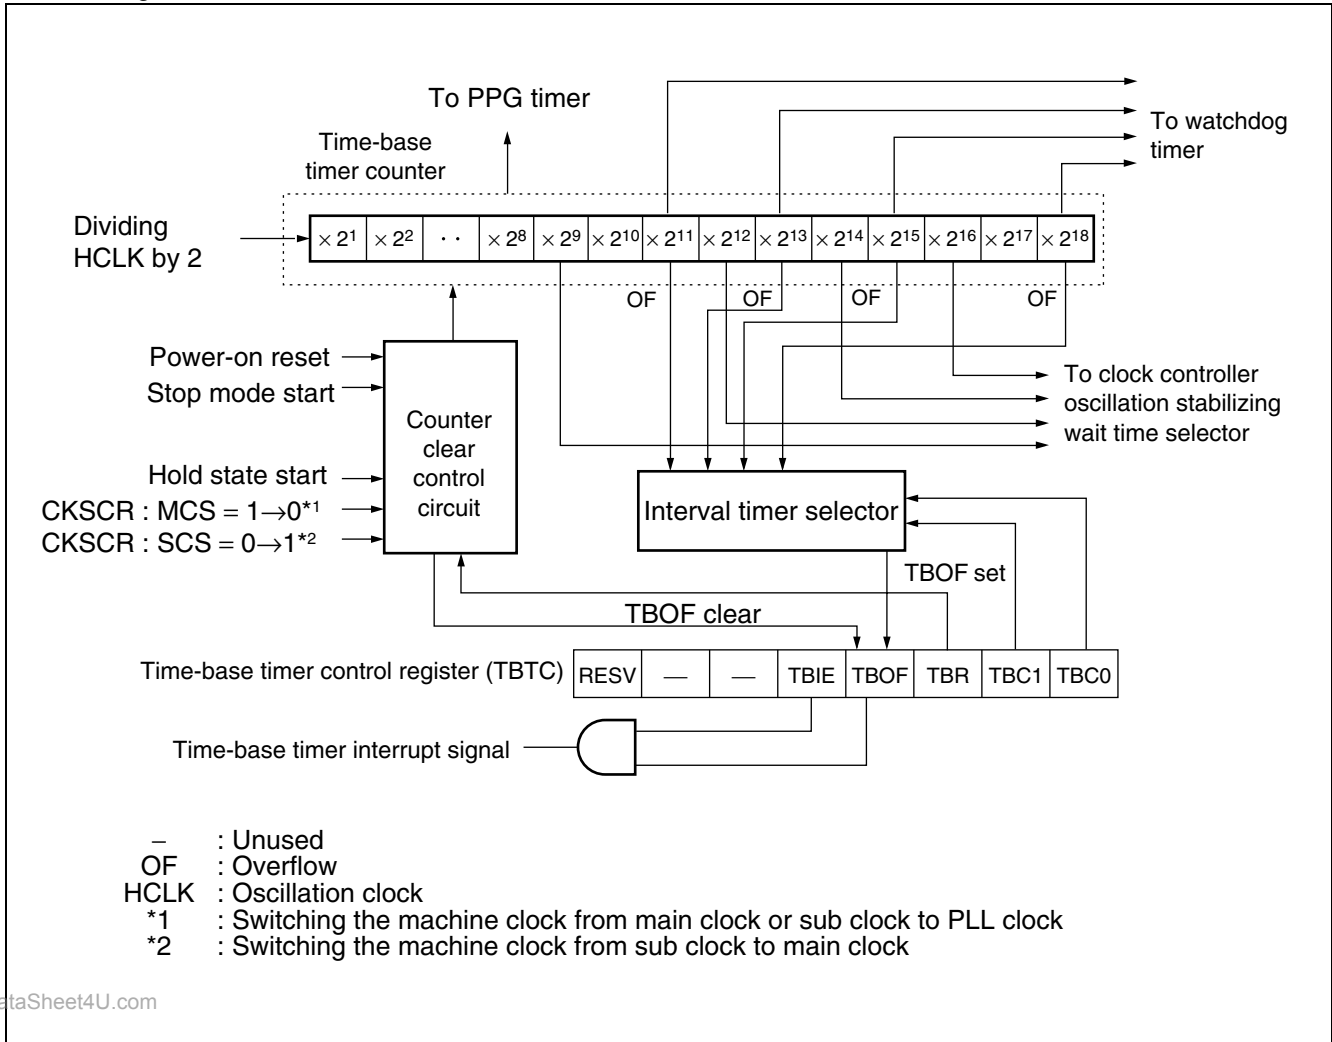 To PPG timer
Time-base
timer counter
To watchdog
timer
Dividing
HCLK by 2
× 2¹ × 2² · · × 2⁸ × 2⁹ × 2¹⁰ × 2¹¹ × 2¹² × 2¹³ × 2¹⁴ × 2¹⁵ × 2¹⁶ × 2¹⁷ × 2¹⁸
OF OF OF OF
Power-on reset
Stop mode start
Hold state start
CKSCR : MCS = 1→0*1
CKSCR : SCS = 0→1*2
Counter
clear
control
circuit
To clock controller
oscillation stabilizing
wait time selector
Interval timer selector
TBOF set
TBOF clear
Time-base timer control register (TBTC)
RESV — — TBIE TBOF TBR TBC1 TBC0
Time-base timer interrupt signal
– : Unused
OF : Overflow
HCLK : Oscillation clock
*1 : Switching the machine clock from main clock or sub clock to PLL clock
*2 : Switching the machine clock from sub clock to main clock
ataSheet4U.com